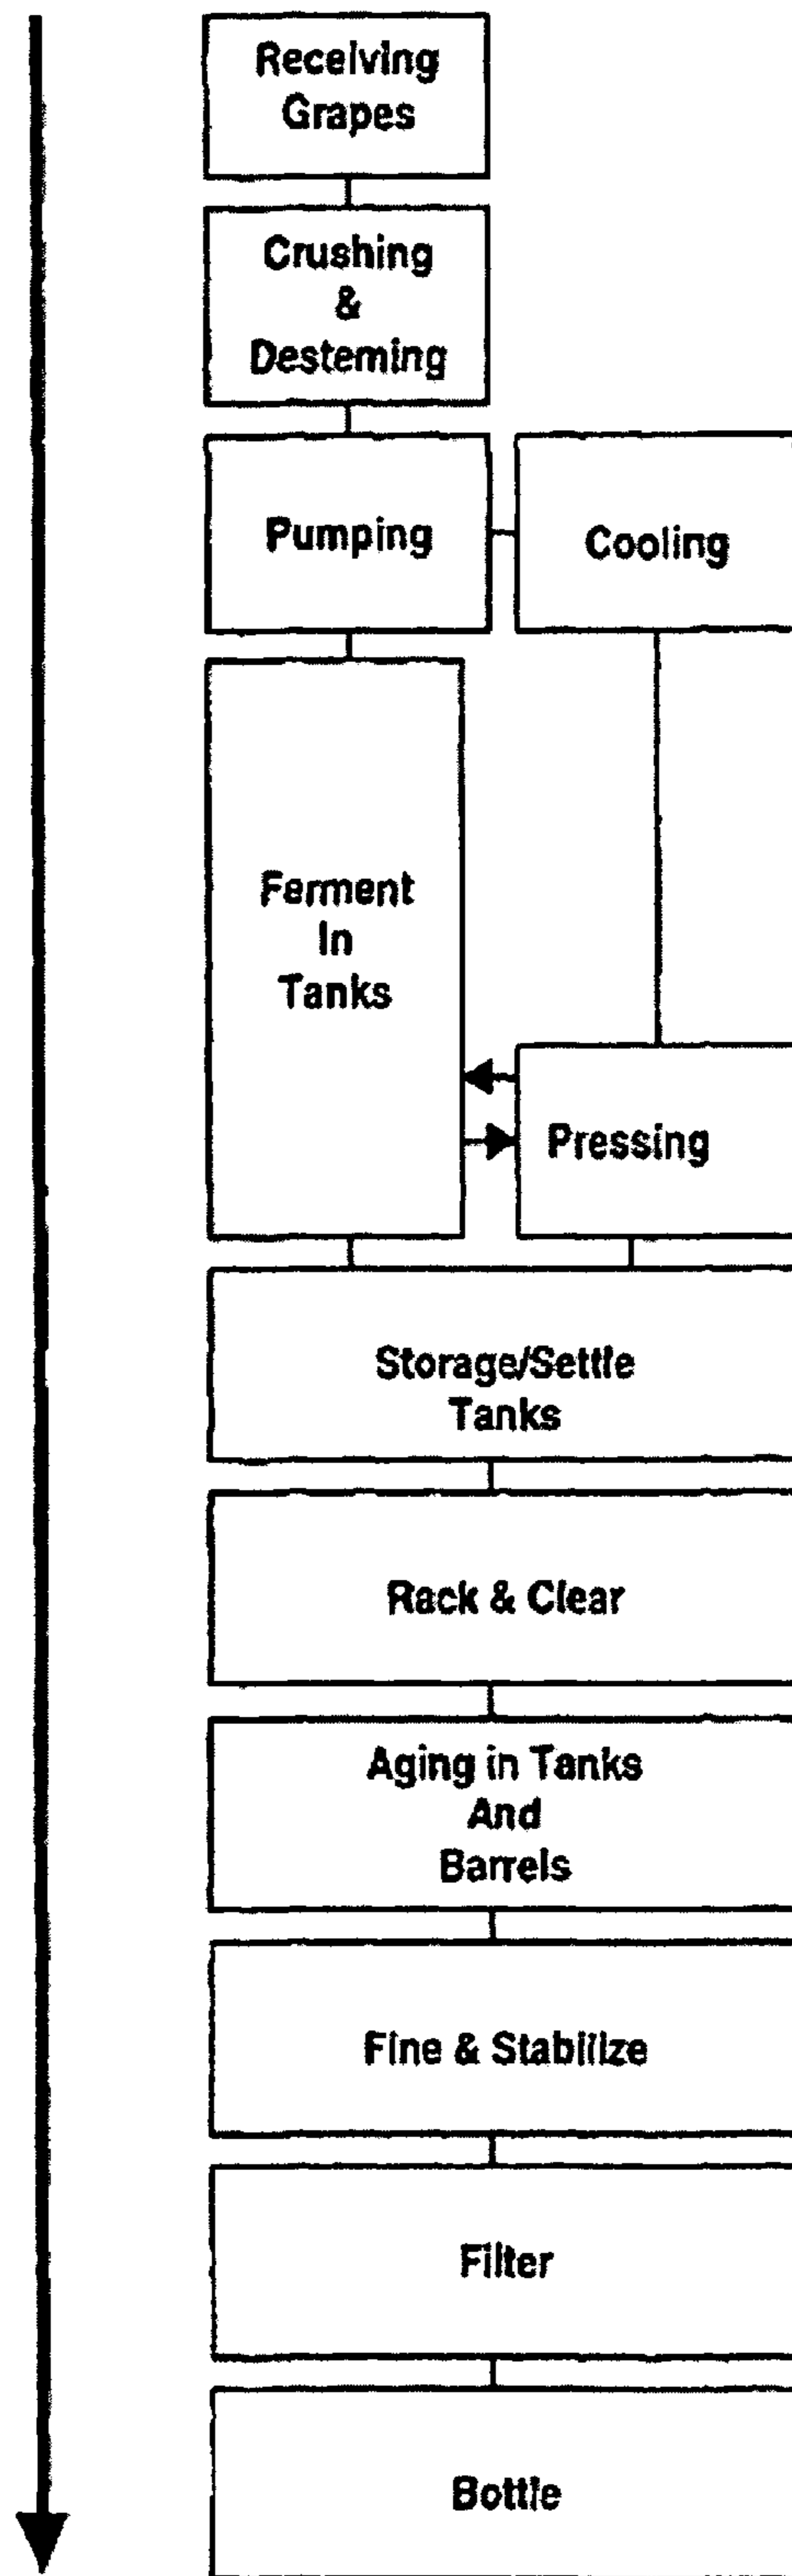 Receiving
Grapes
Crushing
&
Desteming
Pumping
Cooling
Ferment
In
Tanks
Pressing
Storage/Settle
Tanks
Rack & Clear
Aging in Tanks
And
Barrels
Fine & Stabilize
Filter
Bottle